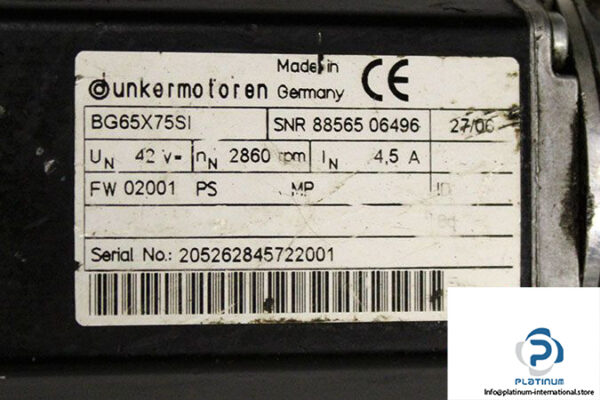 Made in
dunkermotoren Germany CE
BG65X75SI SNR 88565 06496 27/06
UN 42 V= nN 2860 rpm IN 4,5 A
FW 02001 PS MP ID
Serial No.: 205262845722001
P
PLATINUM
Info@platinum-international.store